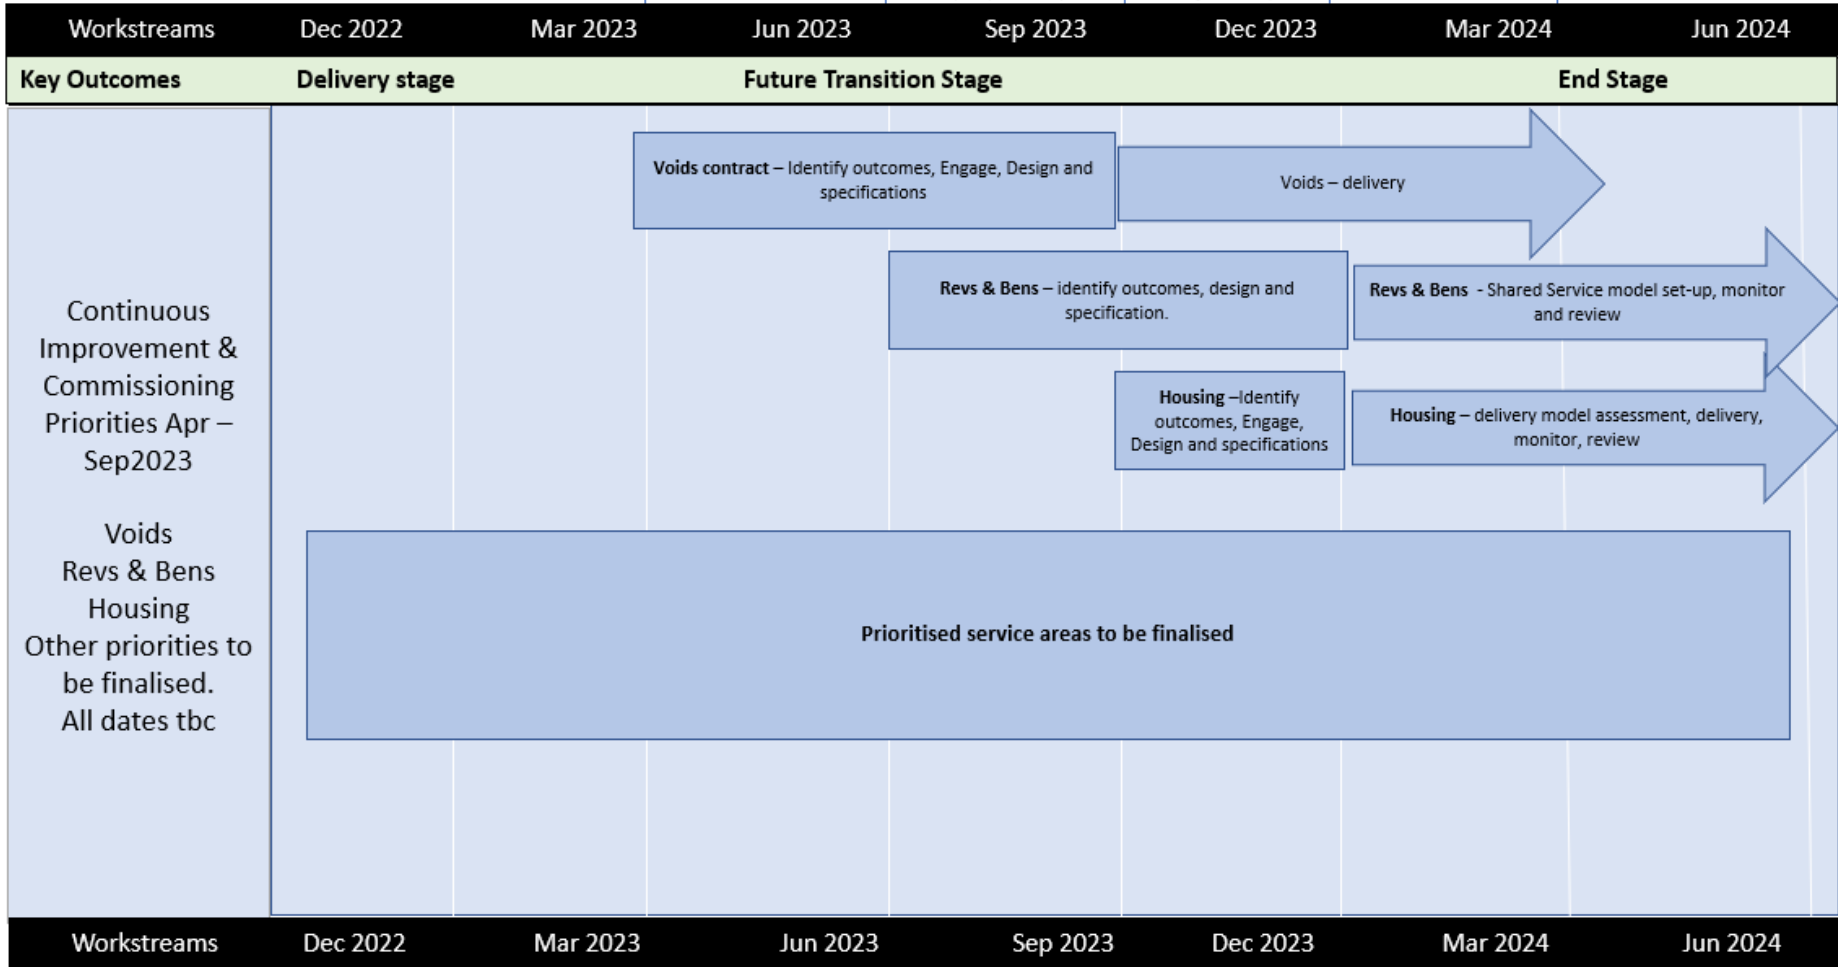 Workstreams Dec 2022 Mar 2023 Jun 2023 Sep 2023 Dec 2023 Mar 2024 Jun 2024
Key Outcomes Delivery stage Future Transition Stage End Stage
Continuous
Improvement &
Commissioning
Priorities Apr –
Sep2023
Voids
Revs & Bens
Housing
Other priorities to
be finalised.
All dates tbc
Voids contract – Identify outcomes, Engage, Design and
specifications
Voids – delivery
Revs & Bens – identify outcomes, design and
specification.
Revs & Bens - Shared Service model set-up, monitor
and review
Housing –Identify
outcomes, Engage,
Design and specifications
Housing – delivery model assessment, delivery,
monitor, review
Prioritised service areas to be finalised
Workstreams Dec 2022 Mar 2023 Jun 2023 Sep 2023 Dec 2023 Mar 2024 Jun 2024